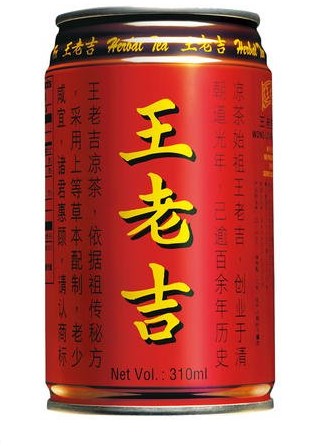 王老吉 Herbal Tea 王老吉 Herbal Tea
王老吉
凉茶始祖王老吉，创业于清
朝道光年，已逾百余年历史
王老吉凉茶，依据祖传秘方
，采用上等草本配制，老少
咸宜，诸君惠顾，请认商标
Net Vol.: 310ml